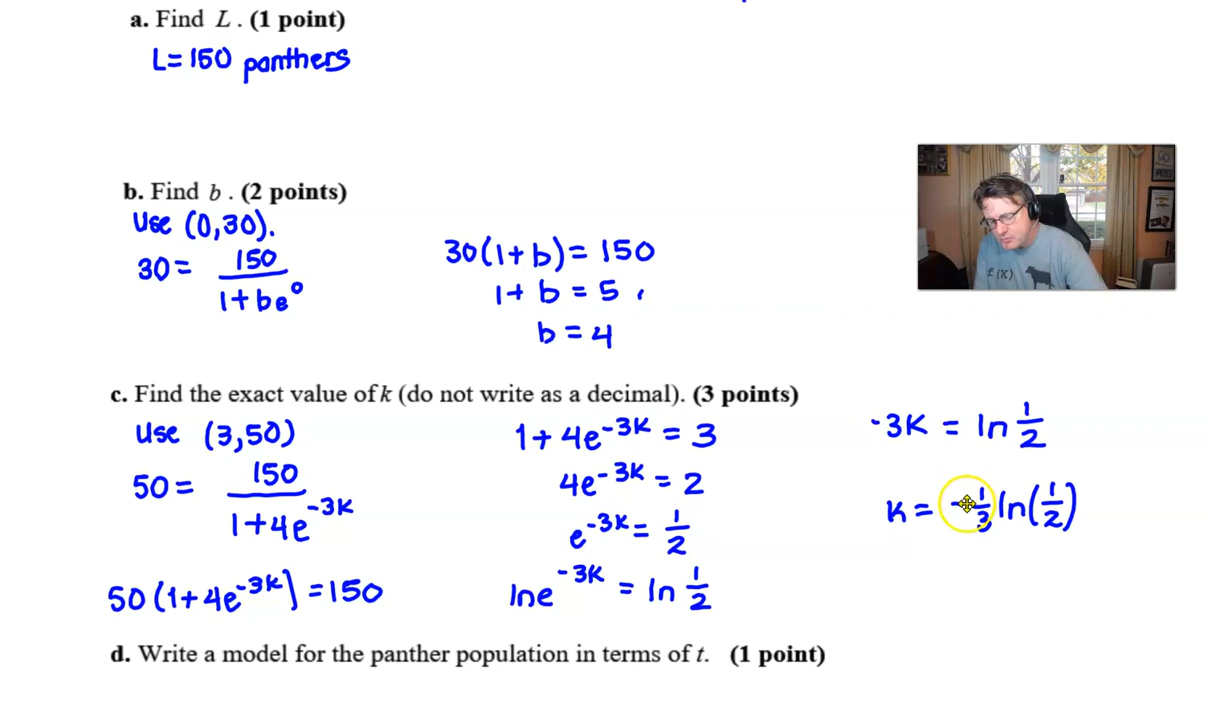 a. Find L . (1 point)
L = 150 panthers
b. Find b . (2 points)
Use (0,30).
30 = 150 / 1+be^0
30(1+b) = 150
1+ b = 5
b = 4
c. Find the exact value of k (do not write as a decimal). (3 points)
Use (3,50)
50 = 150 / 1+4e^-3K
50(1+4e^-3K) = 150
1+4e^-3K = 3
4e^-3K = 2
e^-3K = 1/2
lne^-3K = ln 1/2
-3K = ln 1/2
K = -1/3 ln(1/2)
f(x)
d. Write a model for the panther population in terms of t. (1 point)